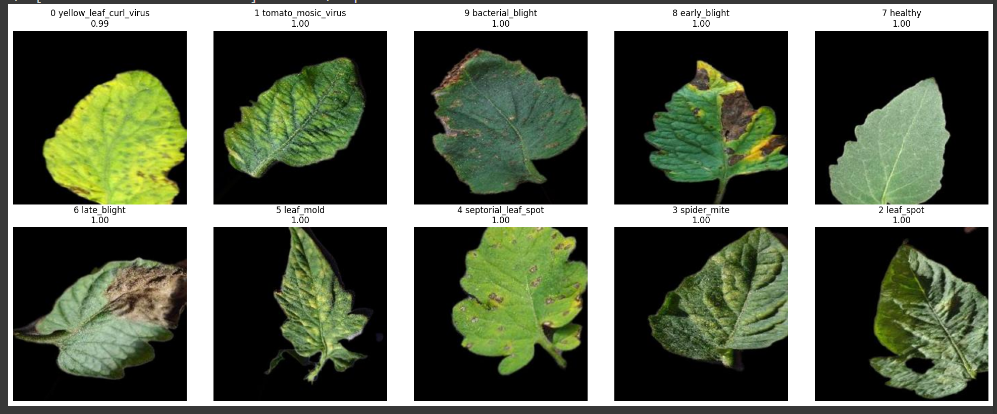 0 yellow_leaf_curl_virus
0.99
1 tomato_mosic_virus
1.00
9 bacterial_blight
1.00
8 early_blight
1.00
7 healthy
1.00
6 late_blight
1.00
5 leaf_mold
1.00
4 septorial_leaf_spot
1.00
3 spider_mite
1.00
2 leaf_spot
1.00